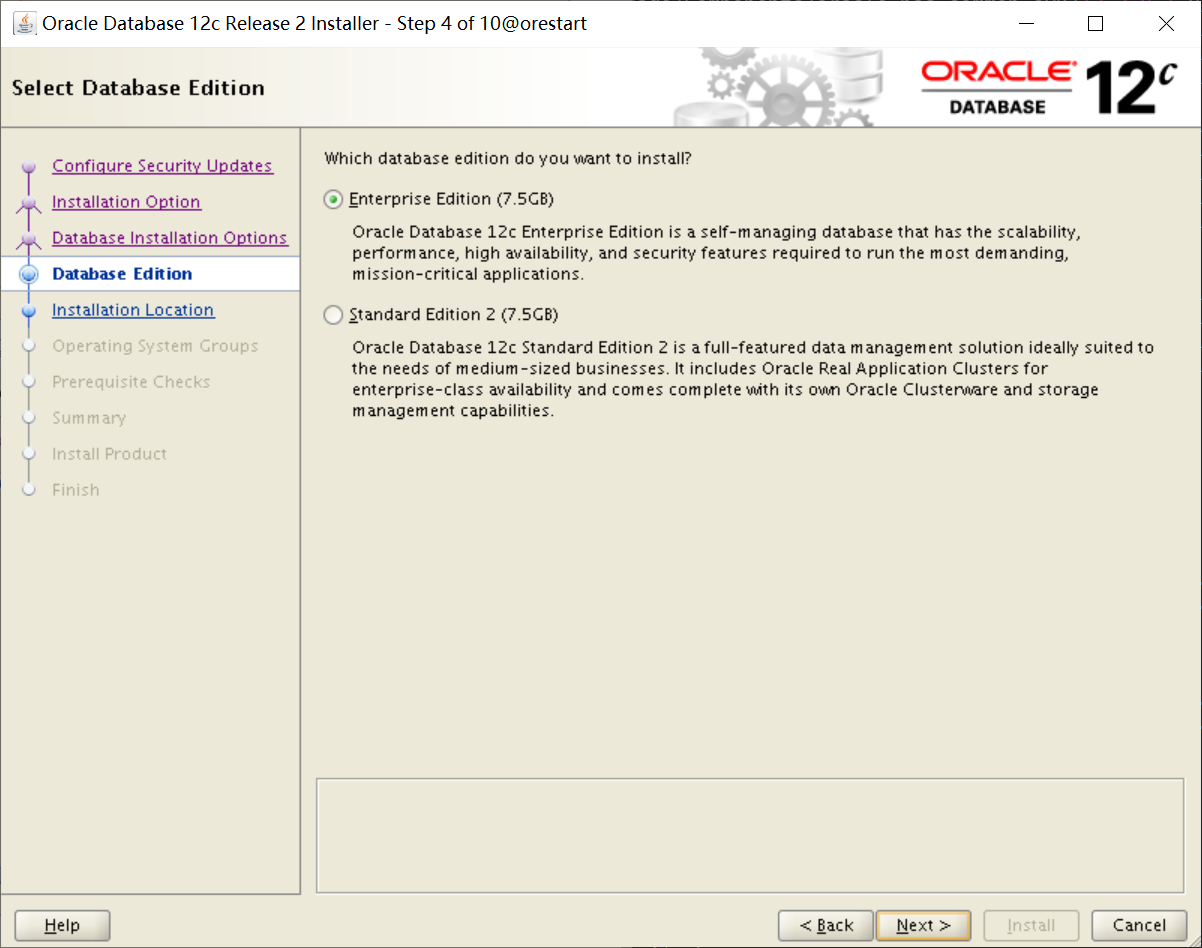 Oracle Database 12c Release 2 Installer - Step 4 of 10@orestart
Select Database Edition
ORACLE®
DATABASE
12c
Configure Security Updates
Installation Option
Database Installation Options
Database Edition
Installation Location
Operating System Groups
Prerequisite Checks
Summary
Install Product
Finish
Which database edition do you want to install?
Enterprise Edition (7.5GB)
Oracle Database 12c Enterprise Edition is a self-managing database that has the scalability,
performance, high availability, and security features required to run the most demanding,
mission-critical applications.
Standard Edition 2 (7.5GB)
Oracle Database 12c Standard Edition 2 is a full-featured data management solution ideally suited to
the needs of medium-sized businesses. It includes Oracle Real Application Clusters for
enterprise-class availability and comes complete with its own Oracle Clusterware and storage
management capabilities.
Help
< Back
Next >
Install
Cancel